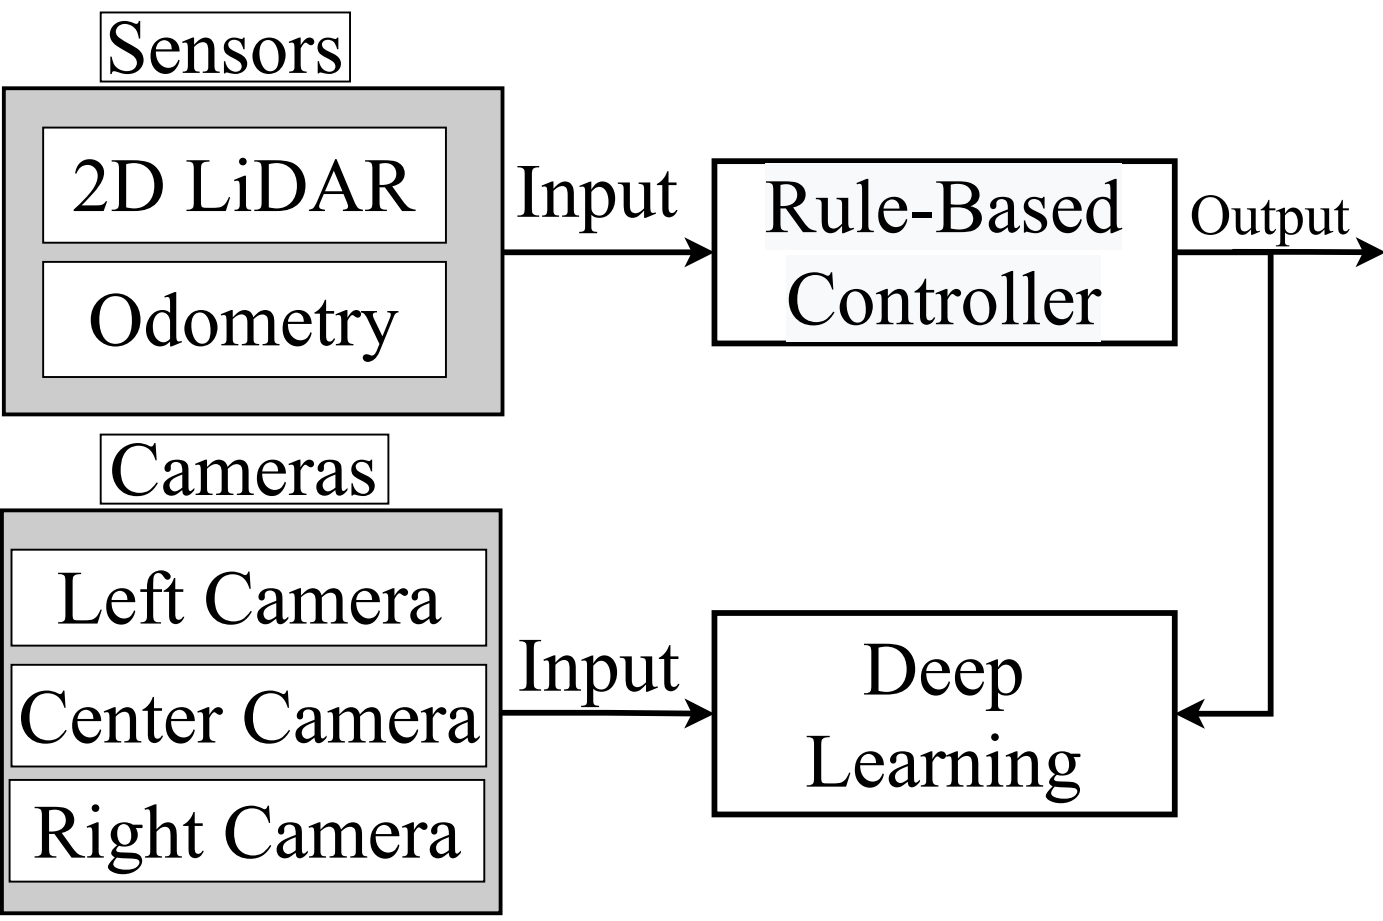 Sensors
2D LiDAR
Odometry
Input
Rule-Based
Controller
Output
Cameras
Left Camera
Center Camera
Right Camera
Input
Deep
Learning